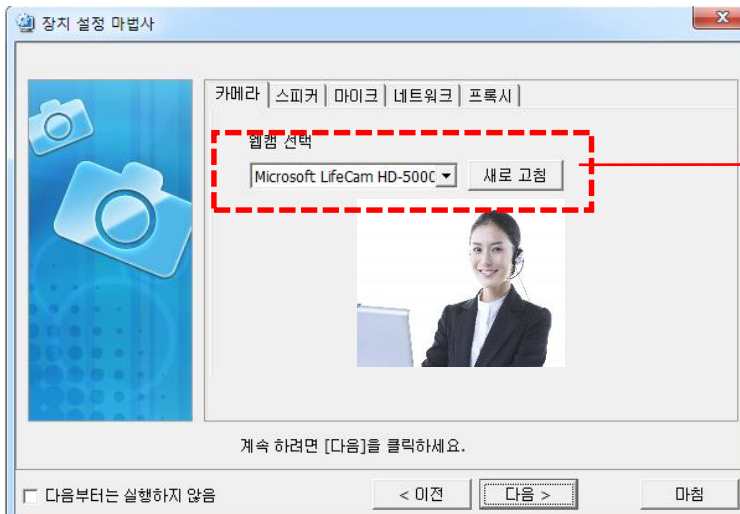 장치 설정 마법사
카메라 스피커 마이크 네트워크 프록시
웹캠 선택
Microsoft LifeCam HD-5000 새로 고침
계속 하려면 [다음]을 클릭하세요.
다음부터는 실행하지 않음 < 이전 다음 > 마침